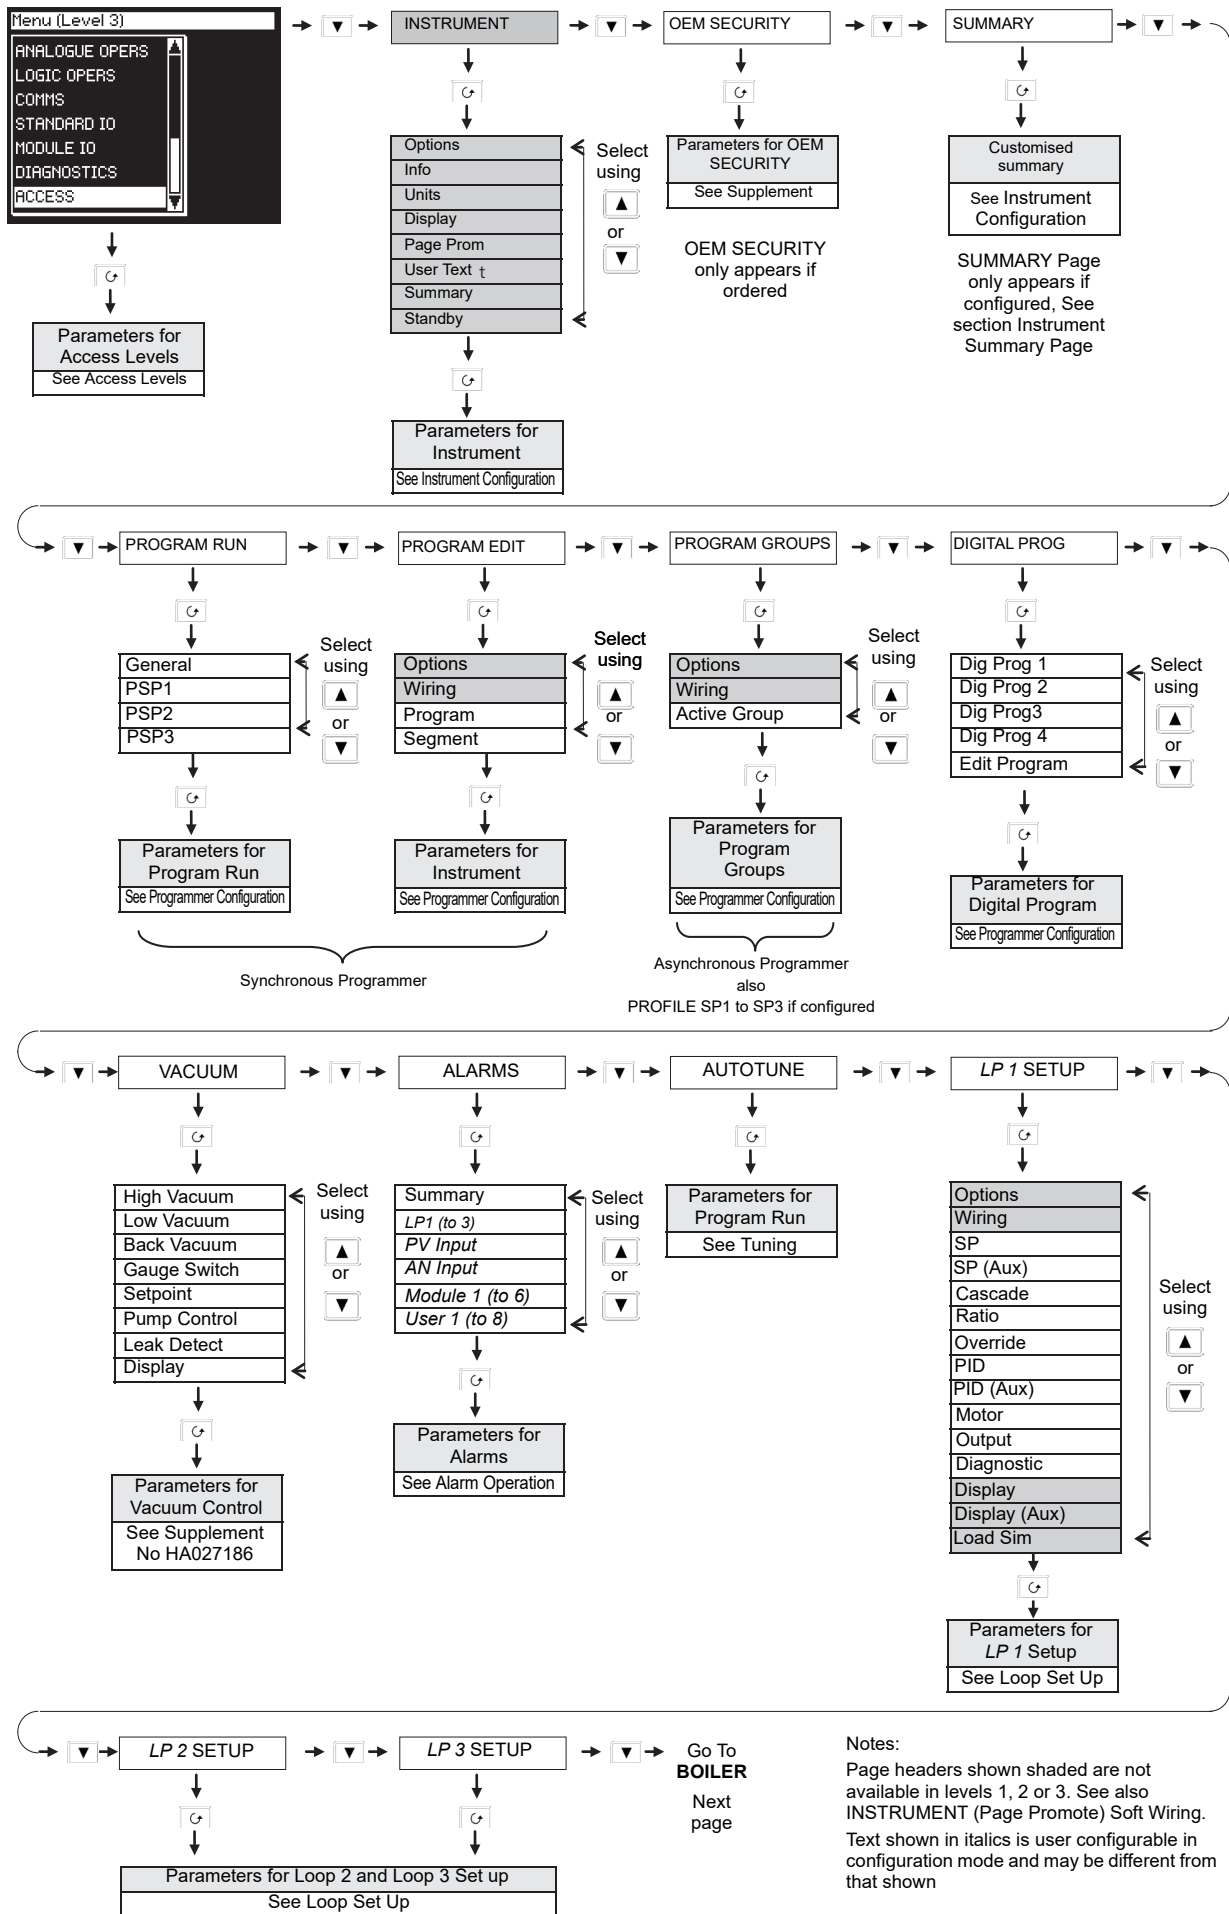 Menu (Level 3)
ANALOGUE OPERS
LOGIC OPERS
COMMS
STANDARD IO
MODULE IO
DIAGNOSTICS
ACCESS
Parameters for
Access Levels
See Access Levels
INSTRUMENT
Options
Info
Units
Display
Page Prom
User Text t
Summary
Standby
Select
using
or
Parameters for
Instrument
See Instrument Configuration
OEM SECURITY
Parameters for OEM
SECURITY
See Supplement
OEM SECURITY
only appears if
ordered
SUMMARY
Customised
summary
See Instrument
Configuration
SUMMARY Page
only appears if
configured, See
section Instrument
Summary Page
PROGRAM RUN
General
PSP1
PSP2
PSP3
Select
using
or
Parameters for
Program Run
See Programmer Configuration
PROGRAM EDIT
Options
Wiring
Program
Segment
Select
using
or
Parameters for
Instrument
See Programmer Configuration
Synchronous Programmer
PROGRAM GROUPS
Options
Wiring
Active Group
Select
using
or
Parameters for
Program
Groups
See Programmer Configuration
Asynchronous Programmer
also
PROFILE SP1 to SP3 if configured
DIGITAL PROG
Dig Prog 1
Dig Prog 2
Dig Prog3
Dig Prog 4
Edit Program
Select
using
or
Parameters for
Digital Program
See Programmer Configuration
VACUUM
High Vacuum
Low Vacuum
Back Vacuum
Gauge Switch
Setpoint
Pump Control
Leak Detect
Display
Select
using
or
Parameters for
Vacuum Control
See Supplement
No HA027186
ALARMS
Summary
LP1 (to 3)
PV Input
AN Input
Module 1 (to 6)
User 1 (to 8)
Select
using
or
Parameters for
Alarms
See Alarm Operation
AUTOTUNE
Parameters for
Program Run
See Tuning
LP 1 SETUP
Options
Wiring
SP
SP (Aux)
Cascade
Ratio
Override
PID
PID (Aux)
Motor
Output
Diagnostic
Display
Display (Aux)
Load Sim
Select
using
or
Parameters for
LP 1 Setup
See Loop Set Up
LP 2 SETUP
LP 3 SETUP
Parameters for Loop 2 and Loop 3 Set up
See Loop Set Up
Go To
BOILER
Next
page
Notes:
Page headers shown shaded are not
available in levels 1, 2 or 3. See also
INSTRUMENT (Page Promote) Soft Wiring.
Text shown in italics is user configurable in
configuration mode and may be different from
that shown